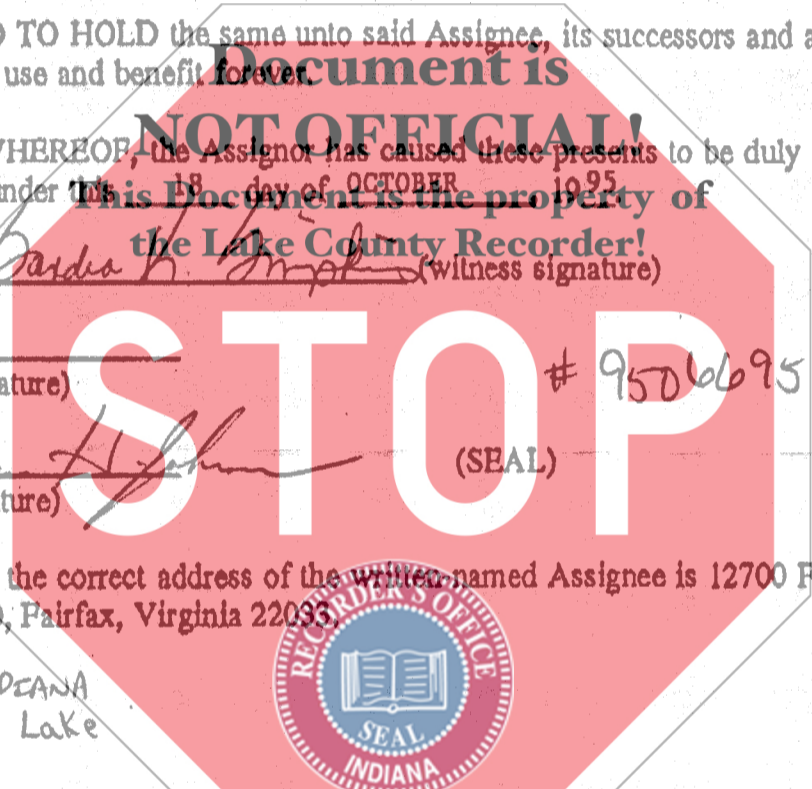 TO HOLD the same unto said Assignee, its successors and a
use and benefit forever.
Document is
NOT OFFICIAL!
WHEREOF, the Assignor has caused these presents to be duly
nder this 18 day of OCTOBER 1995
This Document is the property of
the Lake County Recorder!
(witness signature)
STOP
ature)
# 9506695
(SEAL)
ture)
the correct address of the written-named Assignee is 12700 F
, Fairfax, Virginia 22033.
RECORDER'S OFFICE
SEAL
INDIANA
DIANA
Lake